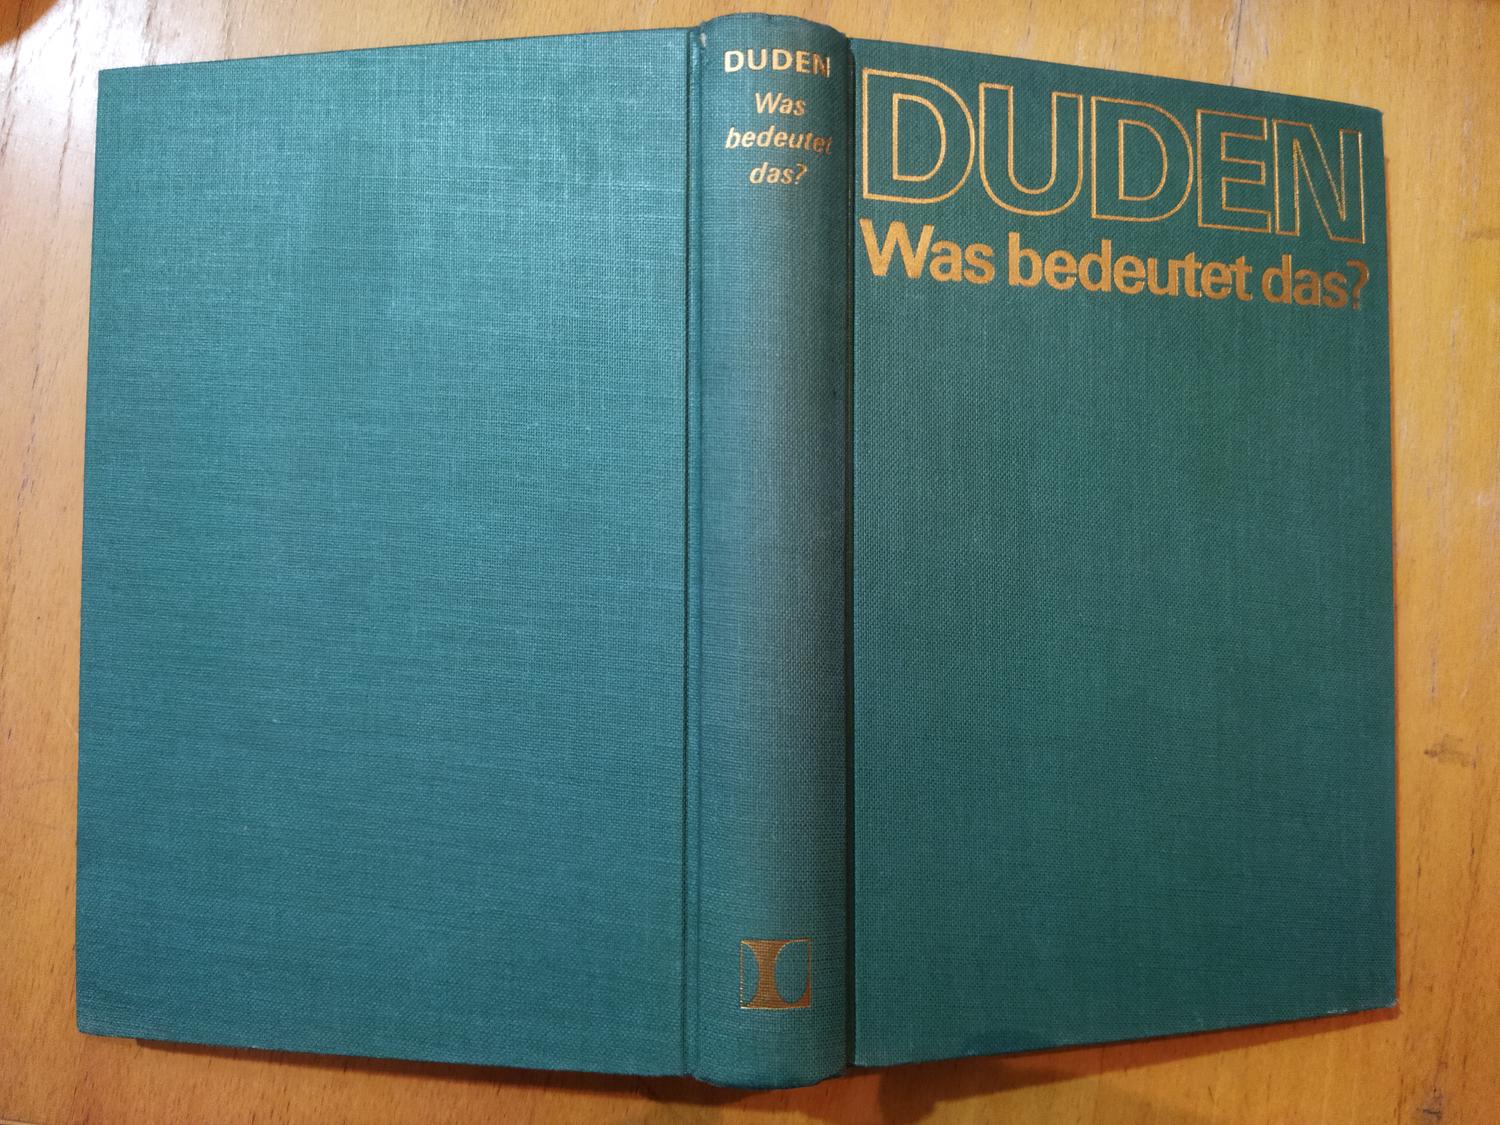 DUDEN
Was
bedeutet
das?
DUDEN
Was bedeutet das?